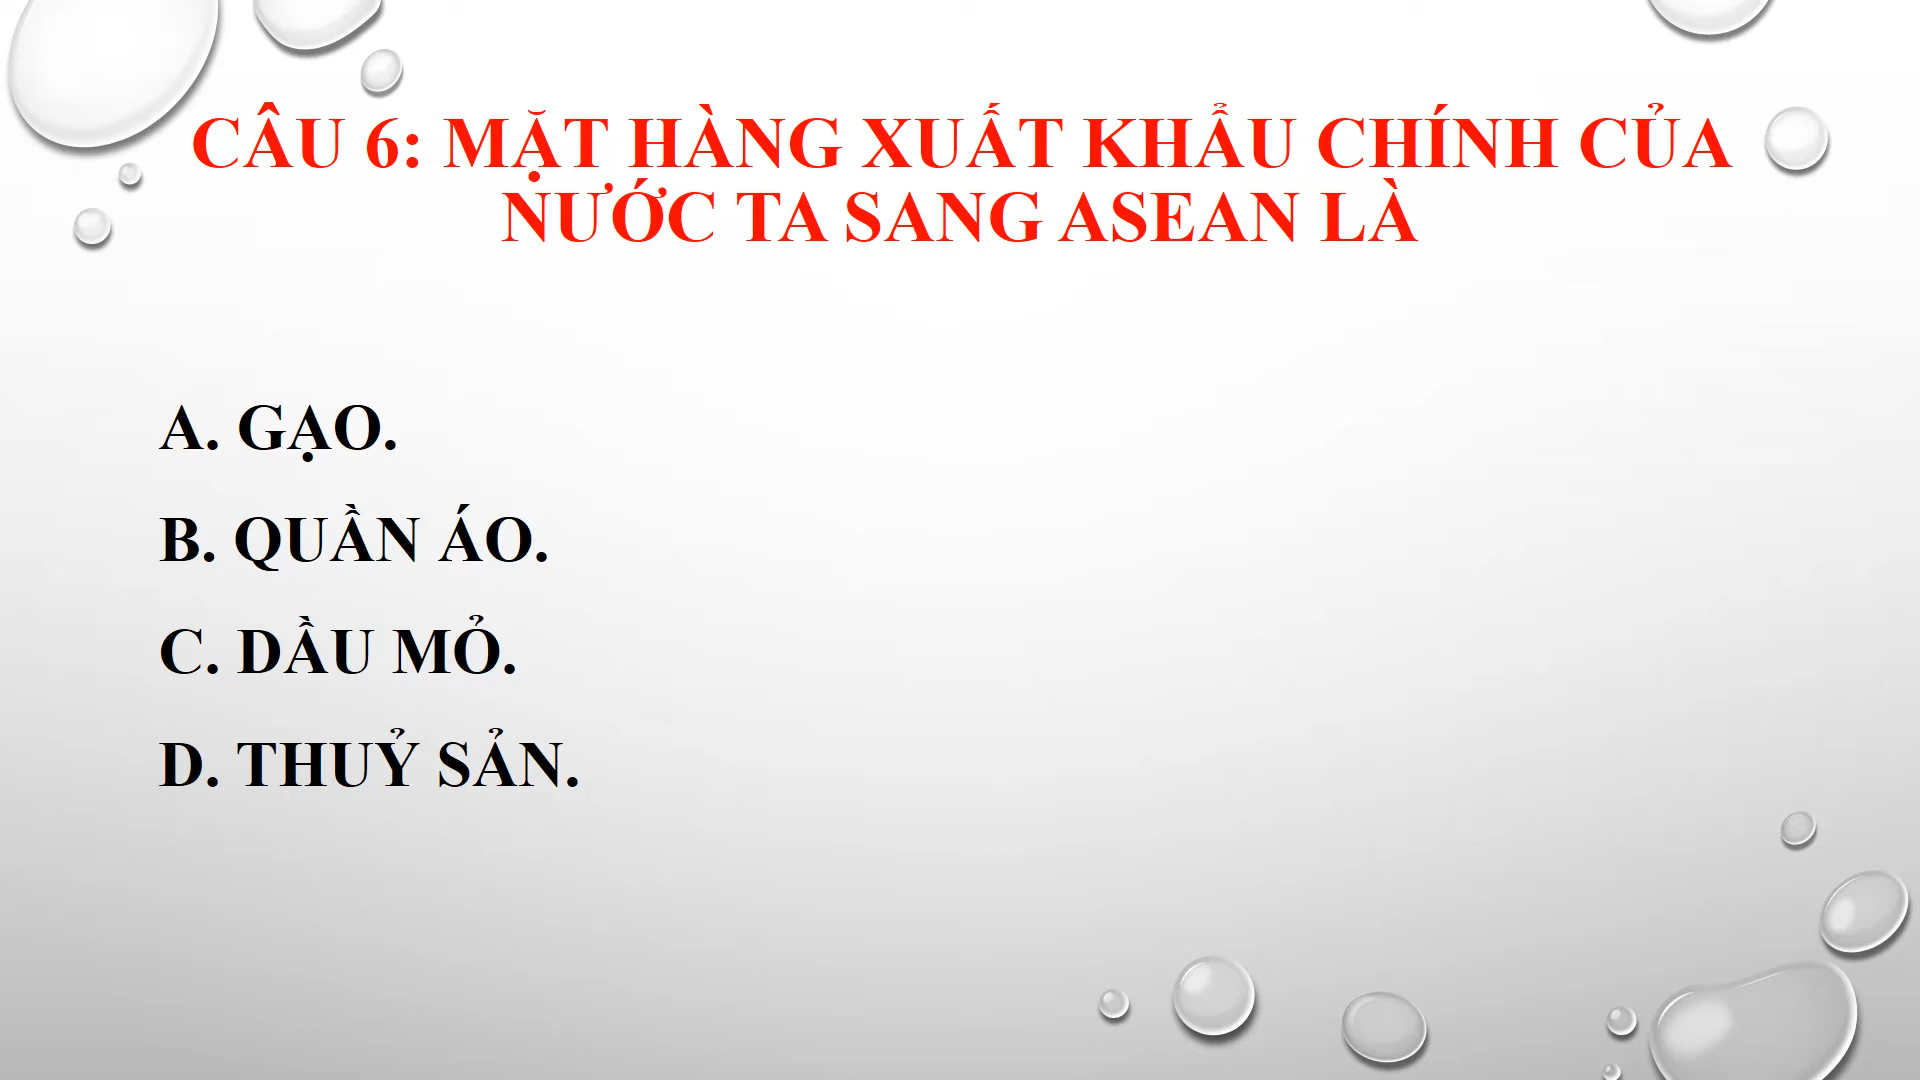 CÂU 6: MẶT HÀNG XUẤT KHẨU CHÍNH CỦA
NƯỚC TA SANG ASEAN LÀ
A. GẠO.
B. QUẦN ÁO.
C. DẦU MỎ.
D. THUỶ SẢN.